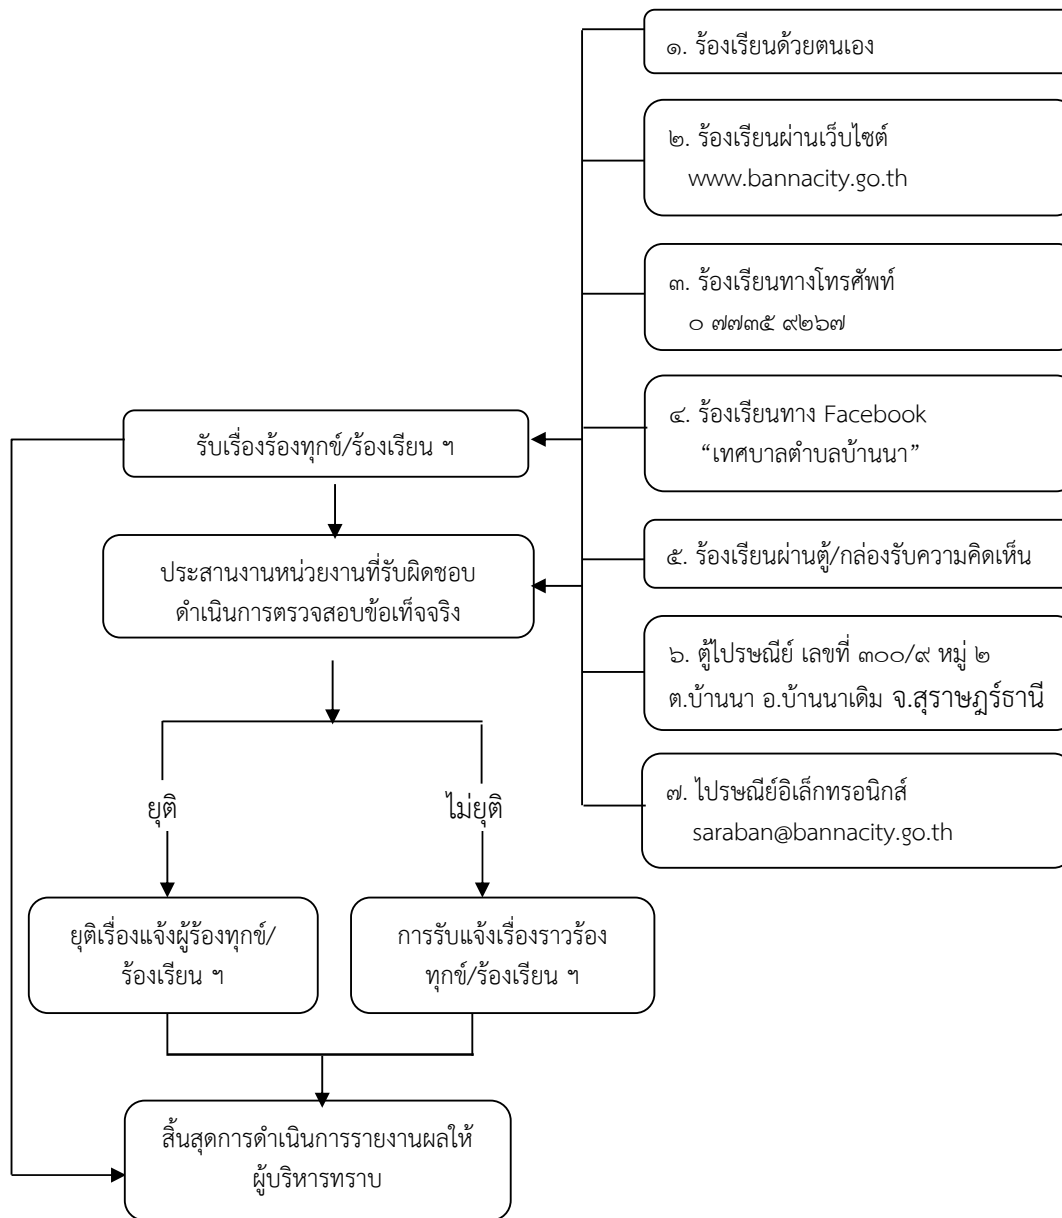 ๑. ร้องเรียนด้วยตนเอง
๒. ร้องเรียนผ่านเว็บไซต์
www.bannacity.go.th
๓. ร้องเรียนทางโทรศัพท์
๐ ๗๗๓๕ ๙๒๖๗
๔. ร้องเรียนทาง Facebook
“เทศบาลตำบลบ้านนา”
๕. ร้องเรียนผ่านตู้/กล่องรับความคิดเห็น
๖. ตู้ไปรษณีย์ เลขที่ ๓๐๐/๙ หมู่ ๒
ต.บ้านนา อ.บ้านนาเดิม จ.สุราษฎร์ธานี
๗. ไปรษณีย์อิเล็กทรอนิกส์
saraban@bannacity.go.th
รับเรื่องร้องทุกข์/ร้องเรียน ฯ
ประสานงานหน่วยงานที่รับผิดชอบ
ดำเนินการตรวจสอบข้อเท็จจริง
ยุติ
ไม่ยุติ
ยุติเรื่องแจ้งผู้ร้องทุกข์/
ร้องเรียน ฯ
การรับแจ้งเรื่องราวร้อง
ทุกข์/ร้องเรียน ฯ
สิ้นสุดการดำเนินการรายงานผลให้
ผู้บริหารทราบ